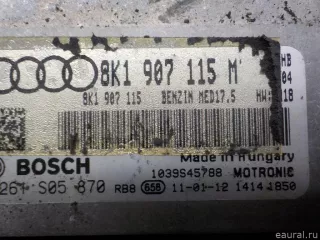 8K1 907 115 M
HB
04
8K1 907 115 BENZIN MED17.5 HW: 118
Made in Hungary
BOSCH
1039S45788 MOTRONIC
261 S05 870 RB8 658 11-01-12 1414 1850
eaural.ru